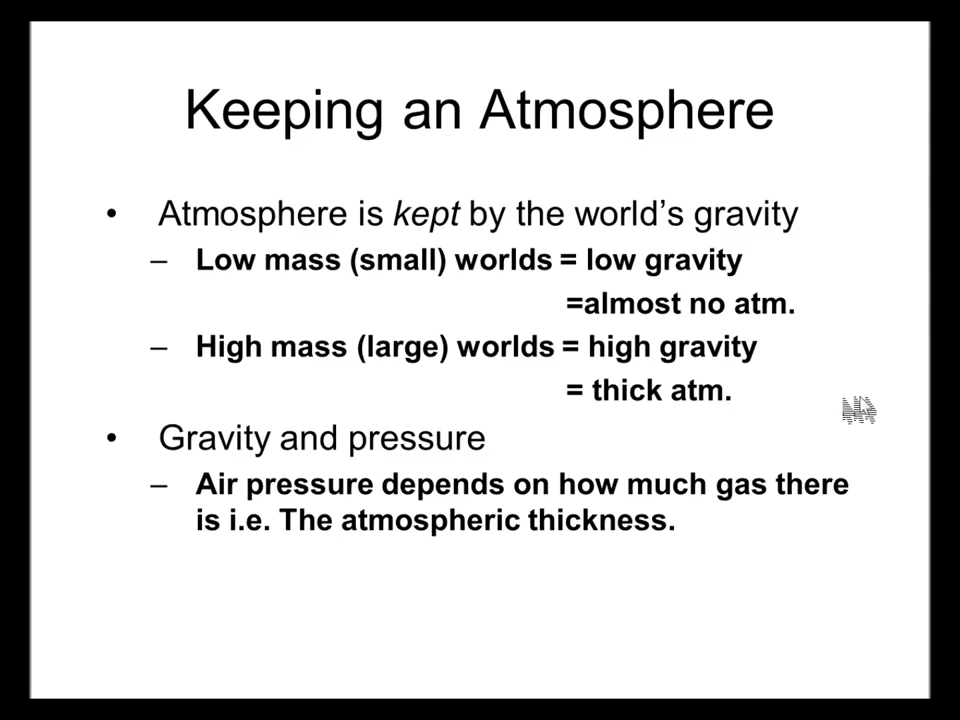 Keeping an Atmosphere
• Atmosphere is kept by the world's gravity
– Low mass (small) worlds = low gravity
=almost no atm.
– High mass (large) worlds = high gravity
= thick atm.
• Gravity and pressure
– Air pressure depends on how much gas there
is i.e. The atmospheric thickness.